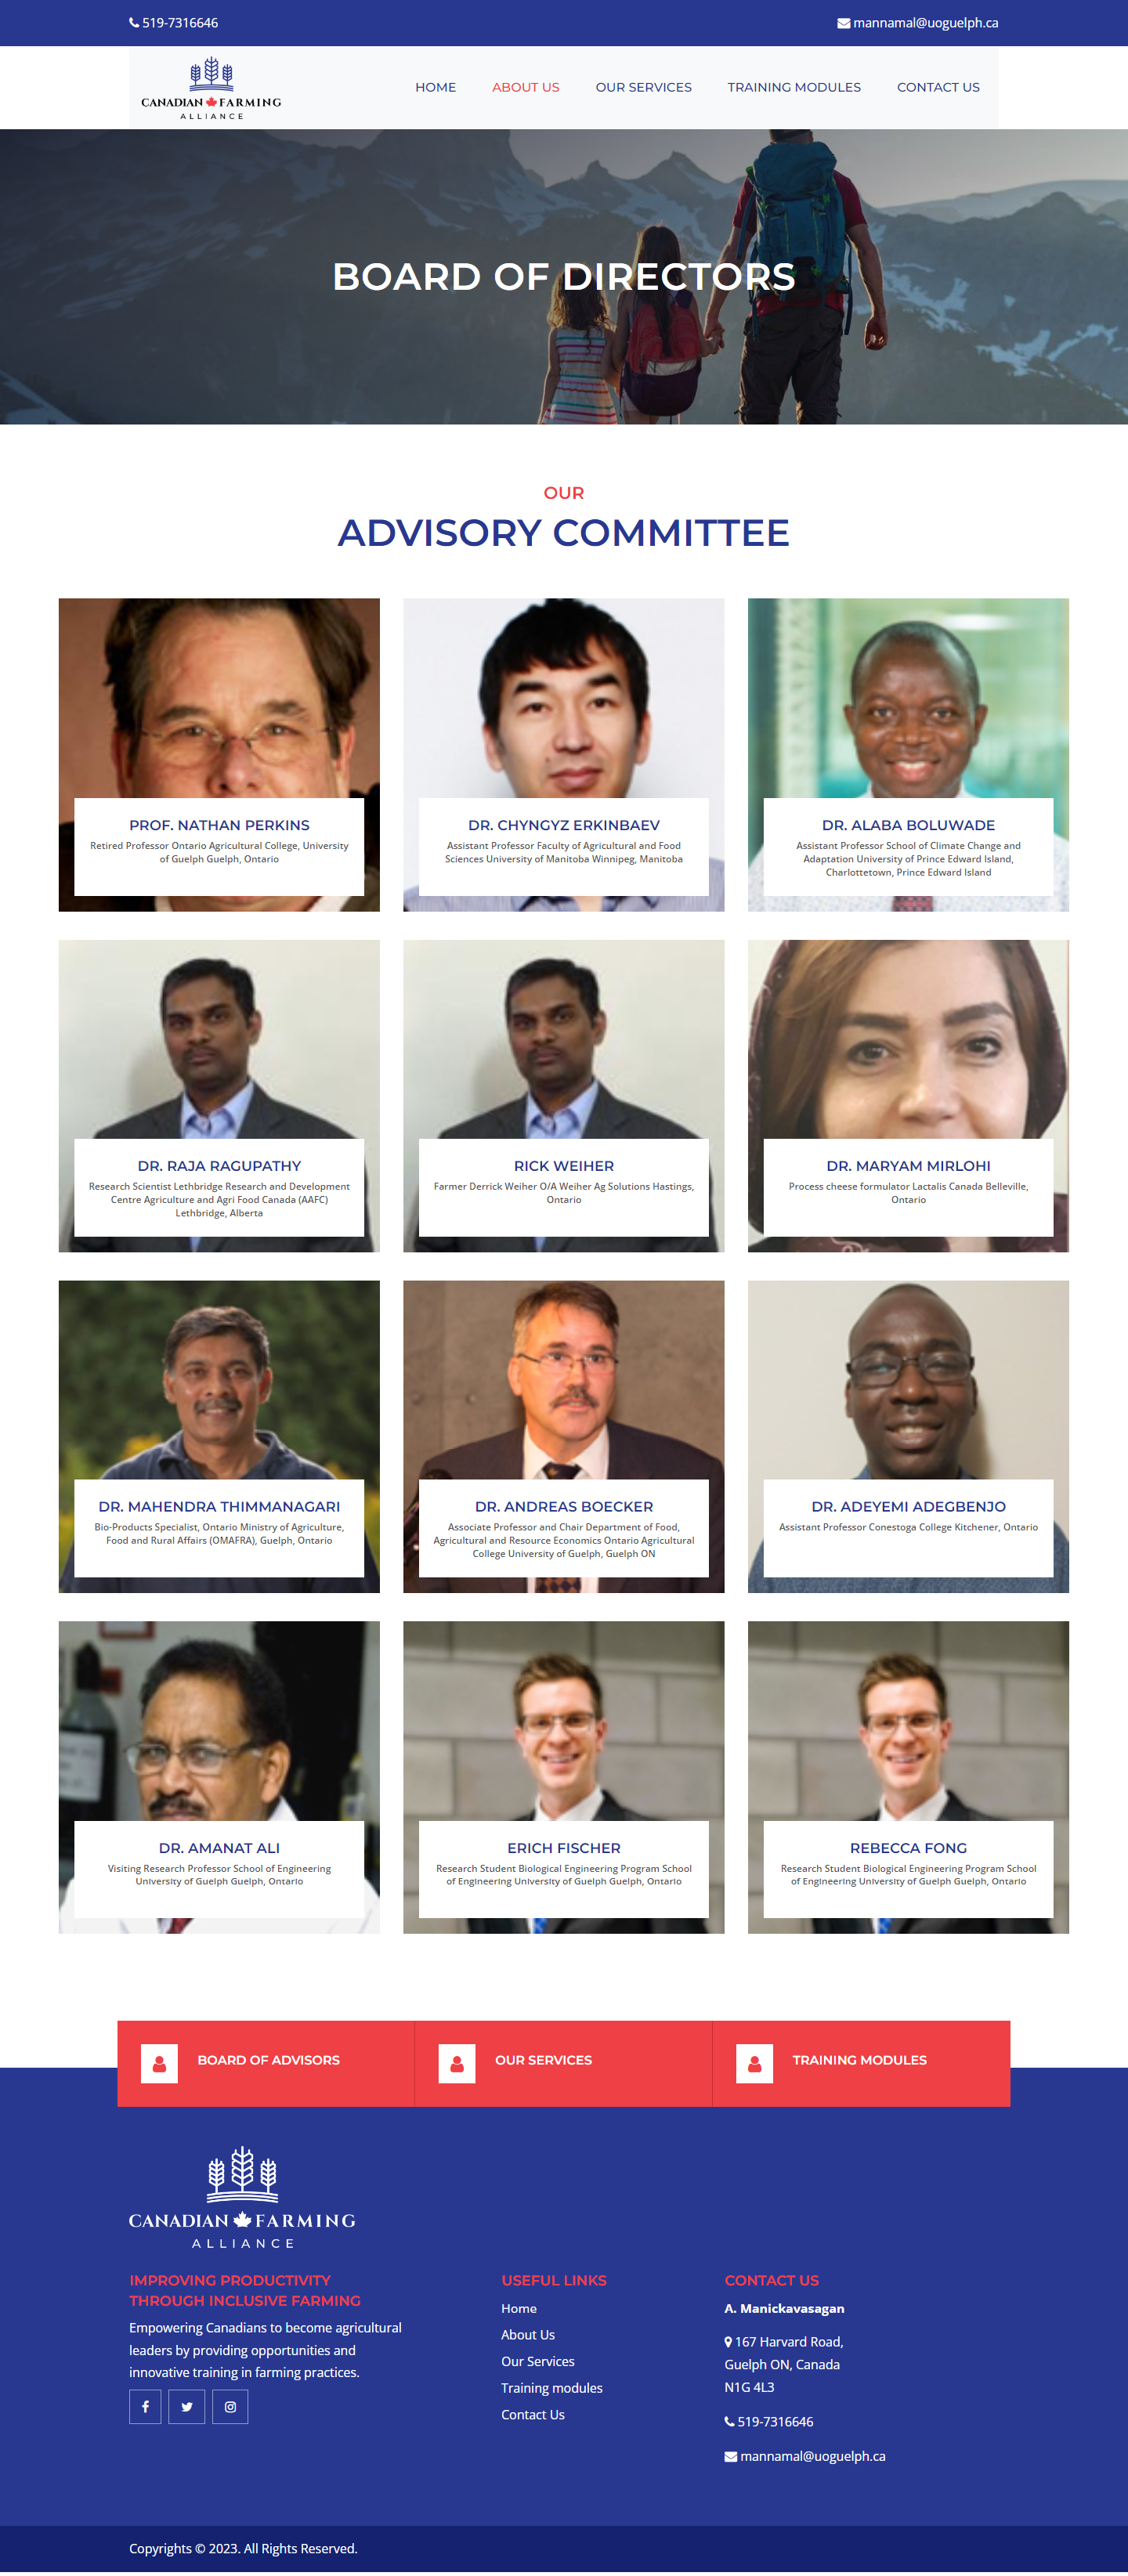 519-7316646
mannamal@uoguelph.ca
CANADIAN FARMING
ALLIANCE
HOME
ABOUT US
OUR SERVICES
TRAINING MODULES
CONTACT US
BOARD OF DIRECTORS
OUR
ADVISORY COMMITTEE
PROF. NATHAN PERKINS
Retired Professor Ontario Agricultural College, University
of Guelph Guelph, Ontario
DR. CHYNGYZ ERKINBAEV
Assistant Professor Faculty of Agricultural and Food
Sciences University of Manitoba Winnipeg, Manitoba
DR. ALABA BOLUWADE
Assistant Professor School of Climate Change and
Adaptation University of Prince Edward Island,
Charlottetown, Prince Edward Island
DR. RAJA RAGUPATHY
Research Scientist Lethbridge Research and Development
Centre Agriculture and Agri Food Canada (AAFC)
Lethbridge, Alberta
RICK WEIHER
Farmer Derrick Weiher O/A Weiher Ag Solutions Hastings,
Ontario
DR. MARYAM MIRLOHI
Process cheese formulator Lactalis Canada Belleville,
Ontario
DR. MAHENDRA THIMMANAGARI
Bio-Products Specialist, Ontario Ministry of Agriculture,
Food and Rural Affairs (OMAFRA), Guelph, Ontario
DR. ANDREAS BOECKER
Associate Professor and Chair Department of Food,
Agricultural and Resource Economics Ontario Agricultural
College University of Guelph, Guelph ON
DR. ADEYEMI ADEGBENJO
Assistant Professor Conestoga College Kitchener, Ontario
DR. AMANAT ALI
Visiting Research Professor School of Engineering
University of Guelph Guelph, Ontario
ERICH FISCHER
Research Student Biological Engineering Program School
of Engineering University of Guelph Guelph, Ontario
REBECCA FONG
Research Student Biological Engineering Program School
of Engineering University of Guelph Guelph, Ontario
BOARD OF ADVISORS
OUR SERVICES
TRAINING MODULES
CANADIAN FARMING
ALLIANCE
IMPROVING PRODUCTIVITY
THROUGH INCLUSIVE FARMING
Empowering Canadians to become agricultural
leaders by providing opportunities and
innovative training in farming practices.
USEFUL LINKS
Home
About Us
Our Services
Training modules
Contact Us
CONTACT US
A. Manickavasagan
167 Harvard Road,
Guelph ON, Canada
N1G 4L3
519-7316646
mannamal@uoguelph.ca
Copyrights © 2023. All Rights Reserved.